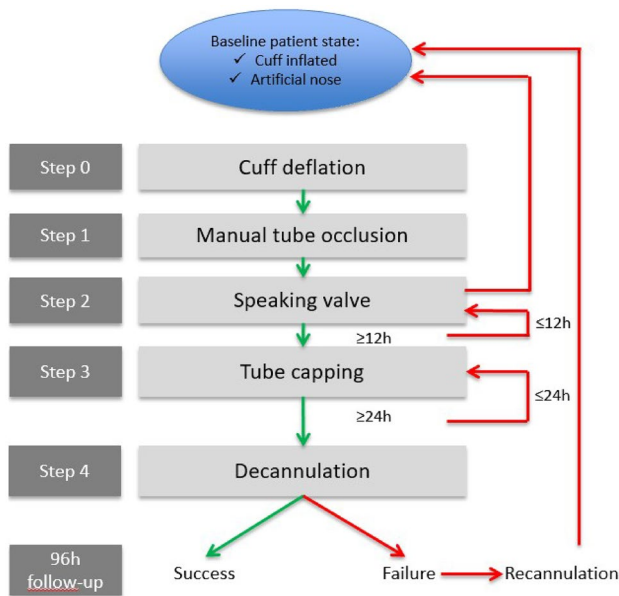 Baseline patient state:
✓ Cuff inflated
✓ Artificial nose
Step 0
Cuff deflation
Step 1
Manual tube occlusion
Step 2
Speaking valve
≤12h
≥12h
Step 3
Tube capping
≤24h
≥24h
Step 4
Decannulation
96h
follow-up
Success
Failure
Recannulation